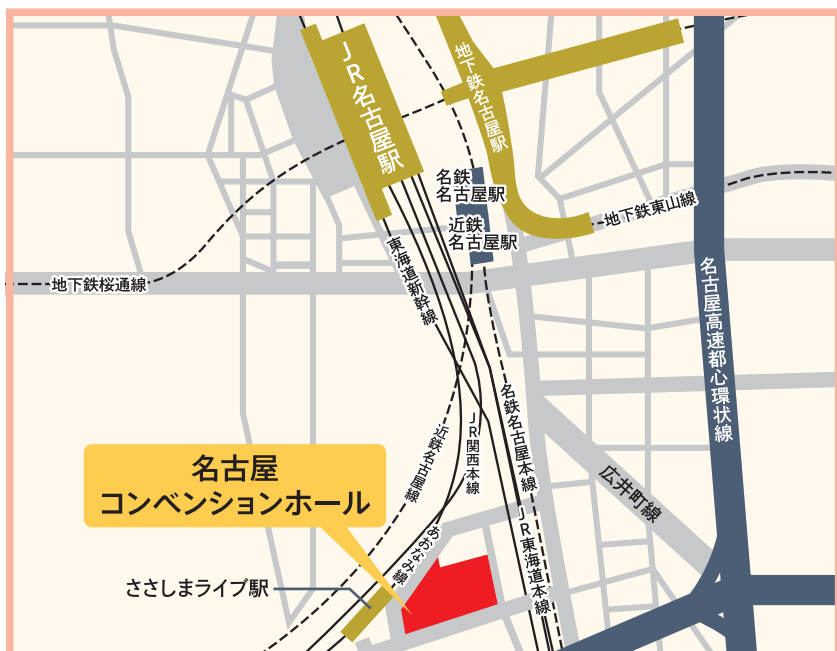 JR名古屋駅
地下鉄名古屋駅
名鉄
名古屋駅
近鉄
名古屋駅
地下鉄東山線
地下鉄桜通線
東海道新幹線
名古屋高速都心環状線
名鉄名古屋本線
JR関西本線
近鉄名古屋線
名古屋
コンベンションホール
広井町線
あおなみ線
JR東海道本線
ささしまライブ駅